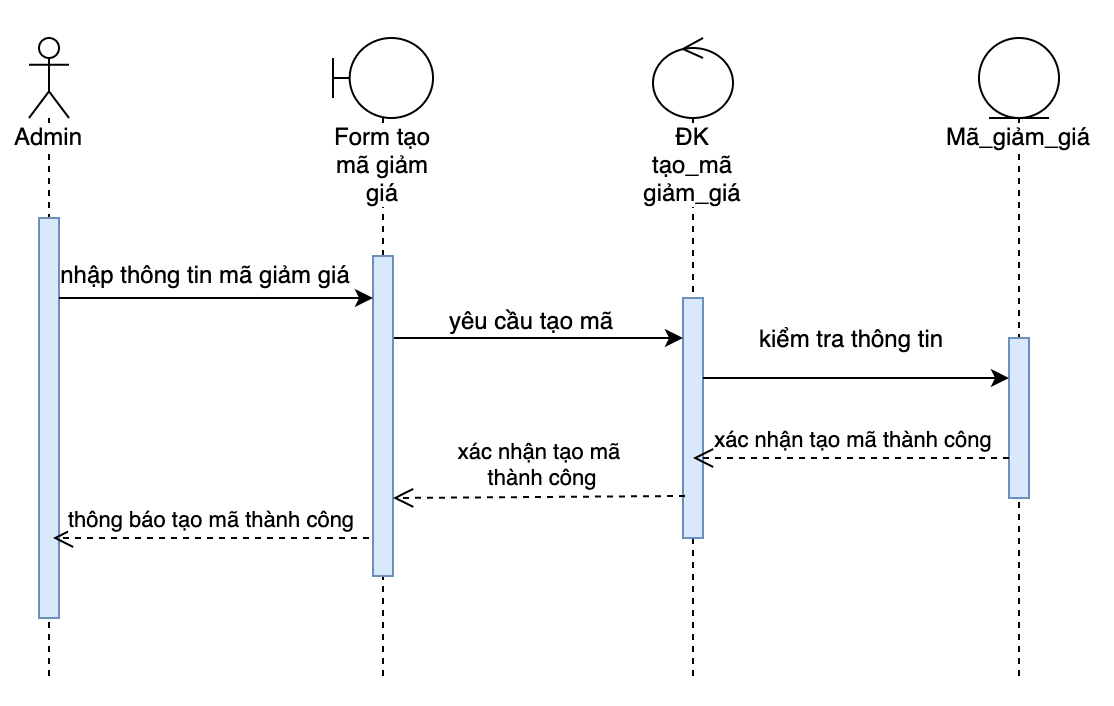 Admin
Form tạo
mã giảm
giá
ĐK
tạo_mã
giảm_giá
Mã_giảm_giá
nhập thông tin mã giảm giá
yêu cầu tạo mã
kiểm tra thông tin
xác nhận tạo mã thành công
xác nhận tạo mã
thành công
thông báo tạo mã thành công